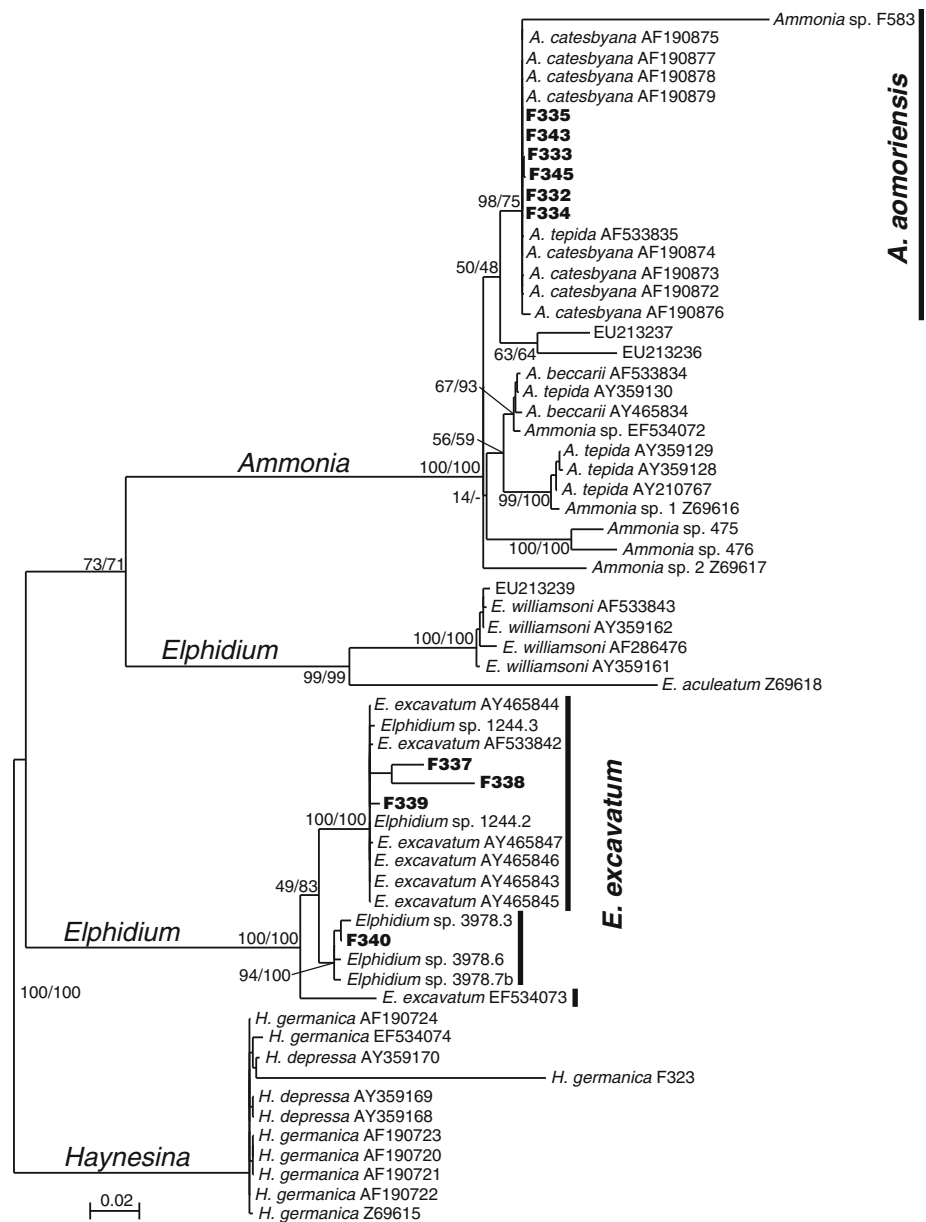 Ammonia sp. F583
A. catesbyana AF190875
A. catesbyana AF190877
A. catesbyana AF190878
A. catesbyana AF190879
F335
F343
F333
F345
F332
F334
A. tepida AF533835
A. catesbyana AF190874
A. catesbyana AF190873
A. catesbyana AF190872
A. catesbyana AF190876
A. aomoriensis
98/75
50/48
EU213237
EU213236
63/64
A. beccarii AF533834
A. tepida AY359130
A. beccarii AY465834
Ammonia sp. EF534072
67/93
56/59
A. tepida AY359129
A. tepida AY359128
A. tepida AY210767
Ammonia sp. 1 Z69616
99/100
Ammonia
100/100
14/-
Ammonia sp. 475
Ammonia sp. 476
100/100
Ammonia sp. 2 Z69617
73/71
EU213239
E. williamsoni AF533843
E. williamsoni AY359162
E. williamsoni AF286476
E. williamsoni AY359161
100/100
Elphidium
99/99
E. aculeatum Z69618
E. excavatum AY465844
Elphidium sp. 1244.3
E. excavatum AF533842
F337
F338
F339
Elphidium sp. 1244.2
E. excavatum AY465847
E. excavatum AY465846
E. excavatum AY465843
E. excavatum AY465845
100/100
E. excavatum
49/83
Elphidium sp. 3978.3
F340
Elphidium sp. 3978.6
Elphidium sp. 3978.7b
Elphidium
100/100
94/100
E. excavatum EF534073
100/100
H. germanica AF190724
H. germanica EF534074
H. depressa AY359170
H. germanica F323
H. depressa AY359169
H. depressa AY359168
H. germanica AF190723
H. germanica AF190720
H. germanica AF190721
H. germanica AF190722
H. germanica Z69615
Haynesina
0.02